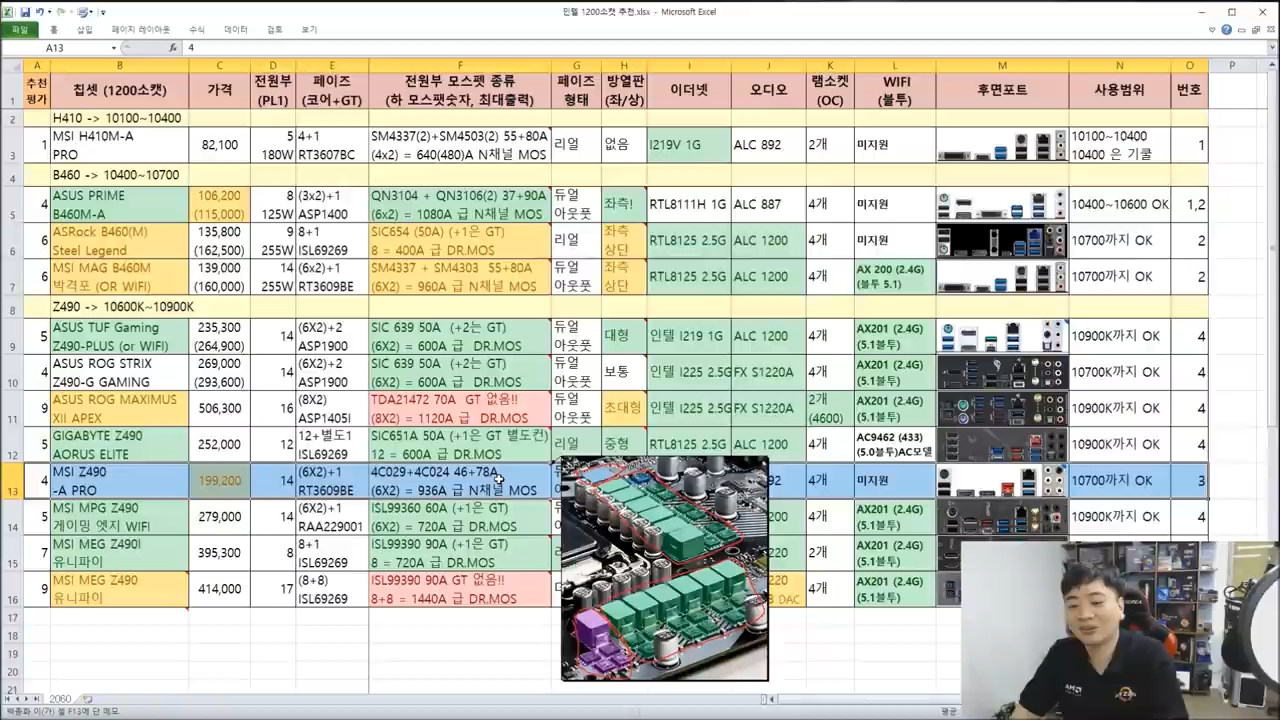 인텔 1200소켓 추천.xlsx - Microsoft Excel
파일 홈 삽입 페이지 레이아웃 수식 데이터 검토 보기
A13 fx 4
A B C D E F G H I J K L M N O P
1 추천 평가 칩셋 (1200소켓) 가격 전원부 (PL1) 페이즈 (코어+GT) 전원부 모스펫 종류 (하 모스펫숫자, 최대출력) 페이즈 형태 방열판 (좌/상) 이더넷 오디오 램소켓 (OC) WIFI (블투) 후면포트 사용범위 번호
2 H410 -> 10100~10400
MSI H410M-A 5 4+1 SM4337(2)+SM4503(2) 55+80A 10100~10400
3 1 PRO 82,100 180W RT3607BC (4x2) = 640(480)A N채널 MOS 리얼 없음 I219V 1G ALC 892 2개 미지원 10400 은 기쿨 1
4 B460 -> 10400~10700
ASUS PRIME 106,200 8 (3x2)+1 QN3104 + QN3106(2) 37+90A 듀얼
5 4 B460M-A (115,000) 125W ASP1400 (6x2) = 1080A 급 N채널 MOS 아웃풋 좌측! RTL8111H 1G ALC 887 4개 미지원 10400~10600 OK 1,2
ASRock B460(M) 135,800 9 8+1 SiC654 (50A) (+1은 GT) 좌측
6 6 Steel Legend (162,500) 255W ISL69269 8 = 400A 급 DR.MOS 리얼 상단 RTL8125 2.5G ALC 1200 4개 미지원 10700까지 OK 2
MSI MAG B460M 139,000 14 (6x2)+1 SM4337 + SM4303 55+80A 듀얼 좌측 AX 200 (2.4G)
7 6 박격포 (OR WIFI) (160,000) 255W RT3609BE (6X2) = 960A 급 N채널 MOS 아웃풋 상단 RTL8125 2.5G ALC 1200 4개 (블투 5.1) 10700까지 OK 2
8 Z490 -> 10600K~10900K
ASUS TUF Gaming 235,300 (6X2)+2 SIC 639 50A (+2는 GT) 듀얼 AX201 (2.4G)
9 5 Z490-PLUS (or WIFI) (264,900) 14 ASP1900 (6X2) = 600A 급 DR.MOS 아웃풋 대형 인텔 I219 1G ALC 1200 4개 (5.1블투) 10900K까지 OK 4
ASUS ROG STRIX 269,000 (6X2)+2 SIC 639 50A (+2는 GT) 듀얼 AX201 (2.4G)
10 4 Z490-G GAMING (293,600) 14 ASP1900 (6X2) = 600A 급 DR.MOS 아웃풋 보통 인텔 I225 2.5G FX S1220A 4개 (5.1블투) 10700K까지 OK 4
ASUS ROG MAXIMUS (8X2) TDA21472 70A GT 없음!! 듀얼 2개 AX201 (2.4G)
11 9 XII APEX 506,300 16 ASP1405I (8X2) = 1120A 급 DR.MOS 아웃풋 초대형 인텔 I225 2.5G FX S1220A (4600) (5.1블투) 10900K까지 OK 4
GIGABYTE Z490 12+별도1 SIC651A 50A (+1은 GT 별도컨) AC9462 (433)
5 AORUS ELITE 252,000 12 ISL69269 12 = 600A 급 DR.MOS 리얼 중형 RTL8125 2.5G ALC 1200 4개 (5.0블투)AC모델 10900K까지 OK 4
MSI Z490 (6X2)+1 4C029+4C024 46+78A
13 4 -A PRO 199,200 14 RT3609BE (6X2) = 936A 급 N채널 MOS 4개 미지원 10700까지 OK 3
MSI MPG Z490 (6X2)+1 ISL99360 60A (+1은 GT) AX201 (2.4G)
14 5 게이밍 엣지 WIFI 279,000 14 RAA229001 (6X2) = 720A 급 DR.MOS 4개 (5.1블투) 10900K까지 OK 4
MSI MEG Z490I 8+1 ISL99390 90A (+1은 GT) AX201 (2.4G)
15 7 유니파이 395,300 8 ISL69269 8 = 720A 급 DR.MOS 2개 (5.1블투)
MSI MEG Z490 (8+8) ISL99390 90A GT 없음!! AX201 (2.4G)
16 9 유니파이 414,000 17 ISL69269 8+8 = 1440A 급 DR.MOS DAC 4개 (5.1블투)
17
18
19
20
21
2060
AMD RYZEN